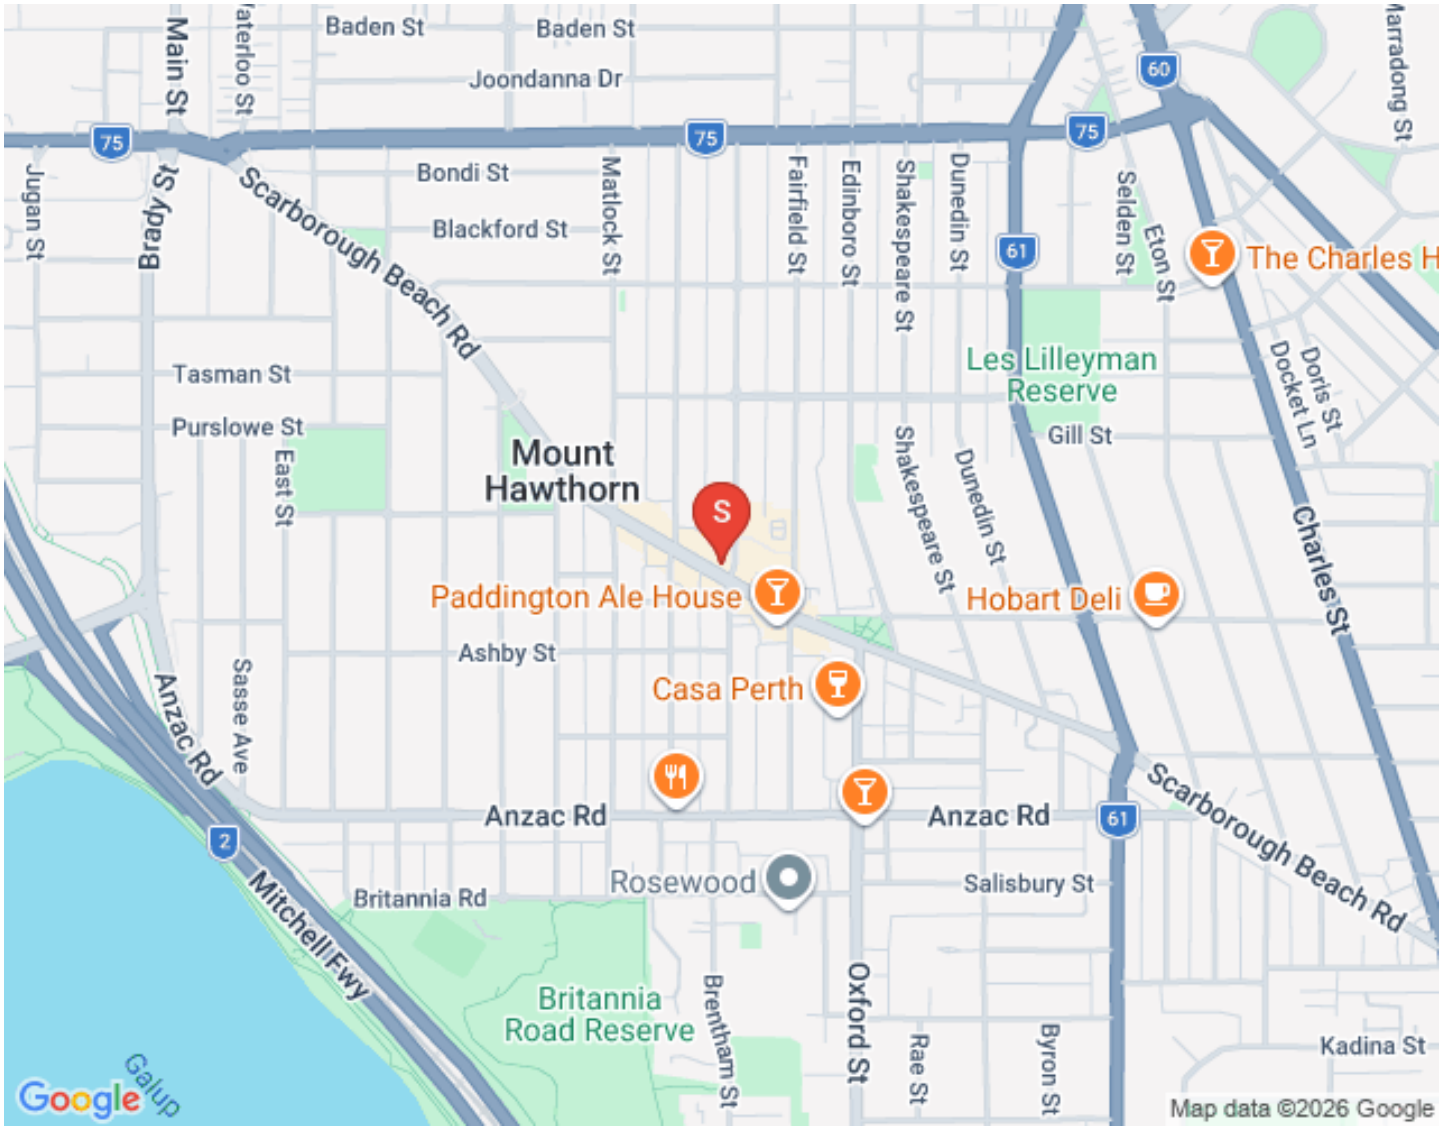 Baden St
Baden St
Main St
Waterloo St
Joondanna Dr
60
Marradong St
75
75
75
Jugan St
Brady St
Scarborough Beach Rd
Bondi St
Blackford St
Matlock St
Fairfield St
Edinboro St
Shakespeare St
Dunedin St
61
Selden St
Eton St
The Charles H
Les Lilleyman
Reserve
Doris St
Docket Ln
Tasman St
Purslowe St
East St
Gill St
Mount
Hawthorn
Shakespeare St
Dunedin St
S
Charles St
Paddington Ale House
Hobart Deli
Ashby St
Sasse Ave
Anzac Rd
Casa Perth
Anzac Rd
Anzac Rd
61
Scarborough Beach Rd
2
Mitchell Fwy
Britannia Rd
Rosewood
Salisbury St
Britannia
Road Reserve
Brentham St
Oxford St
Rae St
Byron St
Kadina St
Galup
Google
Map data ©2026 Google